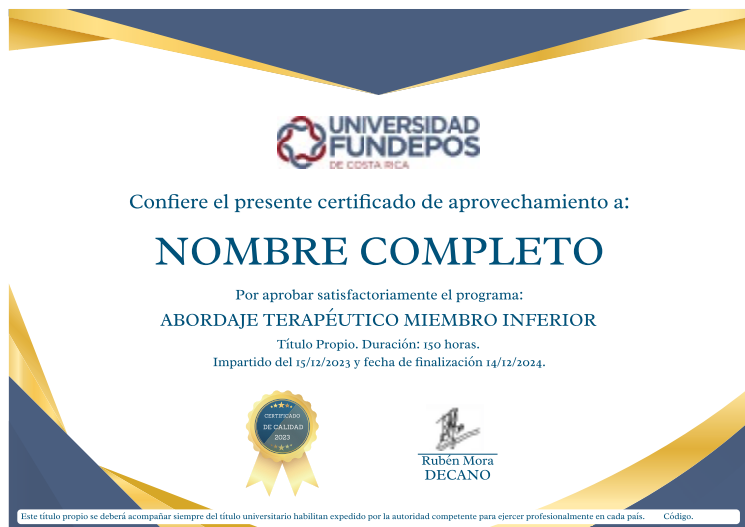 UNIVERSIDAD
FUNDEPOS
DE COSTA RICA
Confiere el presente certificado de aprovechamiento a:
NOMBRE COMPLETO
Por aprobar satisfactoriamente el programa:
ABORDAJE TERAPÉUTICO MIEMBRO INFERIOR
Título Propio. Duración: 150 horas.
Impartido del 15/12/2023 y fecha de finalización 14/12/2024.
CERTIFICADO
DE CALIDAD
2023
Rubén Mora
DECANO
Este título propio se deberá acompañar siempre del título universitario habilitan expedido por la autoridad competente para ejercer profesionalmente en cada país. Código.